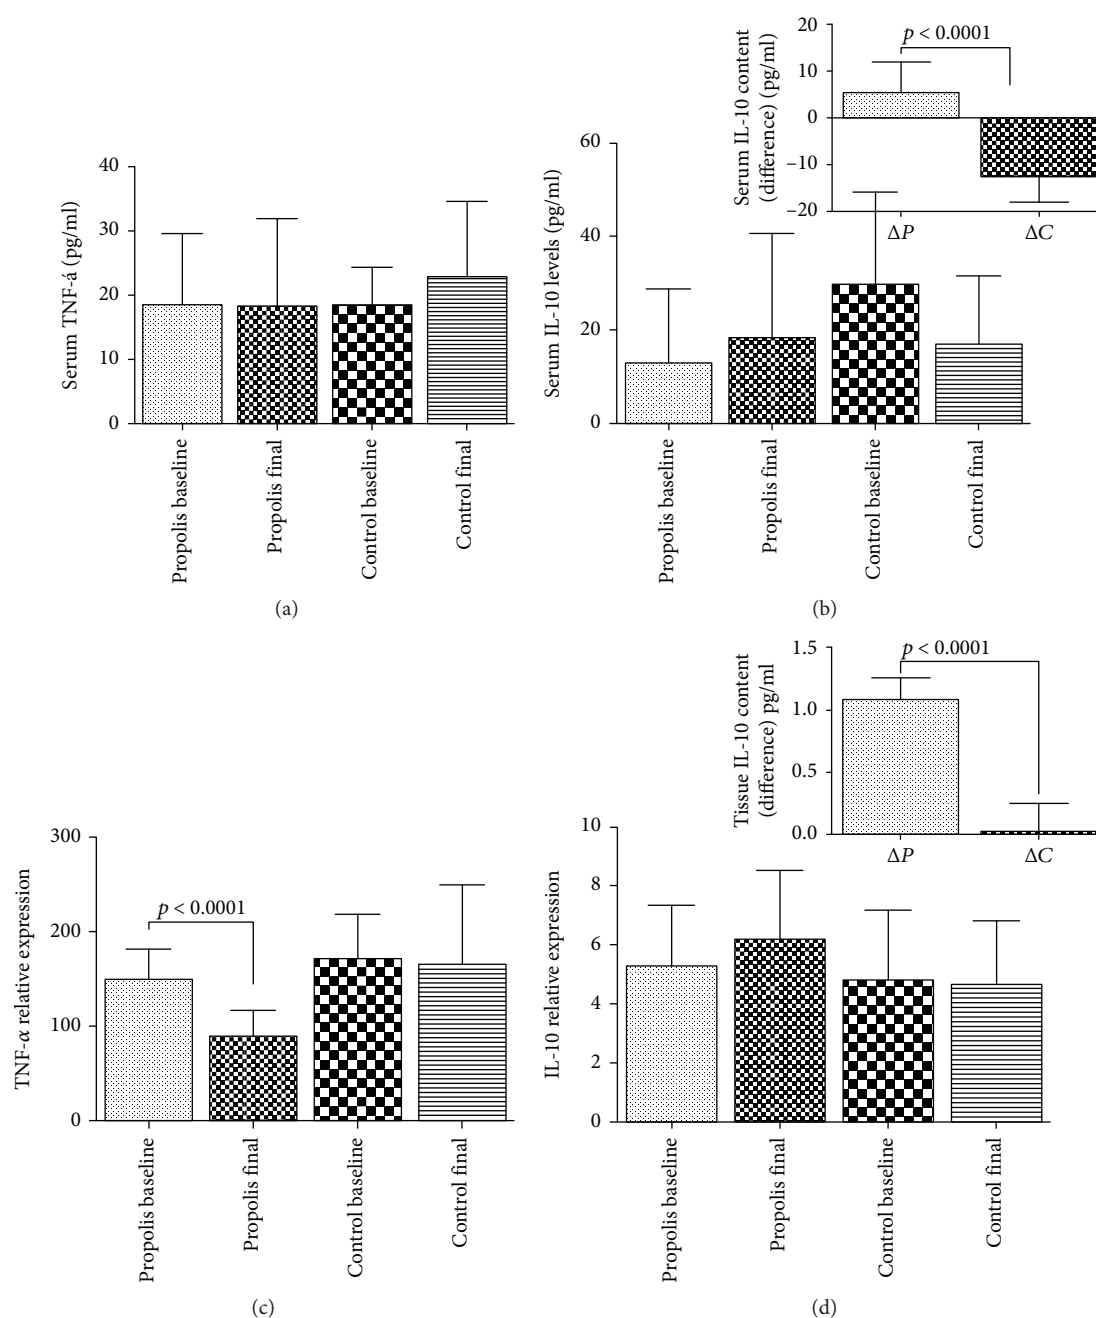 Serum TNF-á (pg/ml)
40
30
20
10
0
Propolis baseline
Propolis final
Control baseline
Control final
(a)
Serum IL-10 levels (pg/ml)
60
40
20
0
Propolis baseline
Propolis final
Control baseline
Control final
(b)
Serum IL-10 content
(difference) (pg/ml)
20
10
0
–10
–20
p < 0.0001
ΔP
ΔC
TNF-α relative expression
300
200
100
0
p < 0.0001
Propolis baseline
Propolis final
Control baseline
Control final
(c)
IL-10 relative expression
10
8
6
4
2
0
Propolis baseline
Propolis final
Control baseline
Control final
(d)
Tissue IL-10 content
(difference) pg/ml
1.5
1.0
0.5
0.0
p < 0.0001
ΔP
ΔC